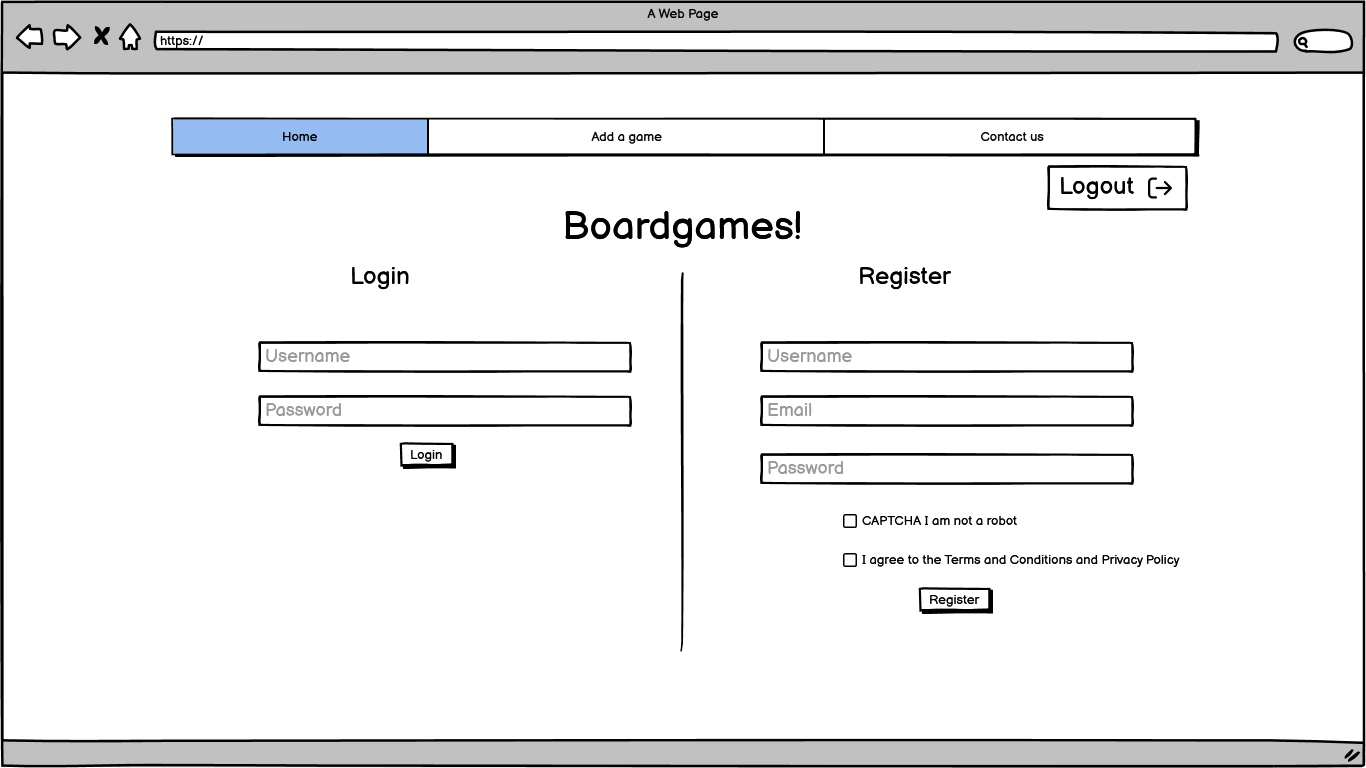 A Web Page
https://
Home Add a game Contact us
Logout
Boardgames!
Login
Register
Username
Username
Password
Email
Login
Password
CAPTCHA I am not a robot
I agree to the Terms and Conditions and Privacy Policy
Register